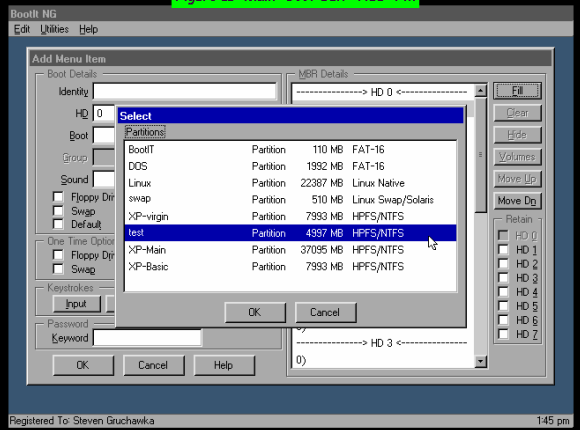 BootIt NG
Edit Utilities Help
Add Menu Item
Boot Details
MBR Details
Identity
HD 0
Boot
Group
Sound
Floppy
Swap
Default
One Time
Floppy
Swap
Keystrokes
Input
Password
Keyword
OK Cancel Help
---------------> HD 0 <---------------
0)
---------------> HD 3 <---------------
0)
Fill
Clear
Hide
Volumes
Move Up
Move Dn
Retain
HD 0
HD 1
HD 2
HD 3
HD 4
HD 5
HD 6
HD 7
Select
Partitions
BootIT Partition 110 MB FAT-16
DOS Partition 1992 MB FAT-16
Linux Partition 22387 MB Linux Native
swap Partition 510 MB Linux Swap/Solaris
XP-virgin Partition 7993 MB HPFS/NTFS
test Partition 4997 MB HPFS/NTFS
XP-Main Partition 37095 MB HPFS/NTFS
XP-Basic Partition 7993 MB HPFS/NTFS
OK Cancel
Registered To: Steven Gruchawka 1:45 pm